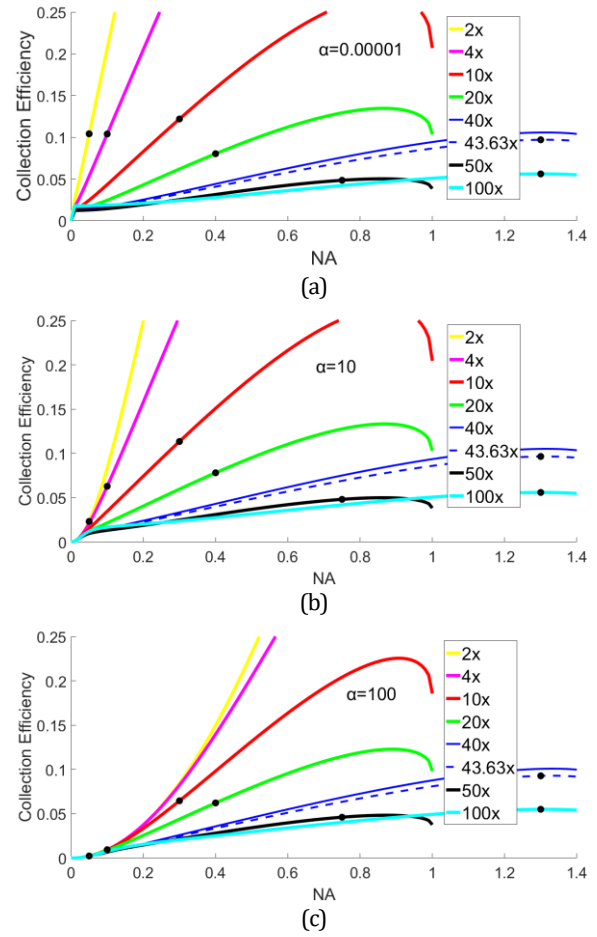 0.25
0.2
0.15
0.1
0.05
0
Collection Efficiency
α=0.00001
2x
4x
10x
20x
40x
43.63x
50x
100x
0 0.2 0.4 0.6 0.8 1 1.2 1.4
NA
(a)
0.25
0.2
0.15
0.1
0.05
0
Collection Efficiency
α=10
2x
4x
10x
20x
40x
43.63x
50x
100x
0 0.2 0.4 0.6 0.8 1 1.2 1.4
NA
(b)
0.25
0.2
0.15
0.1
0.05
0
Collection Efficiency
α=100
2x
4x
10x
20x
40x
43.63x
50x
100x
0 0.2 0.4 0.6 0.8 1 1.2 1.4
NA
(c)